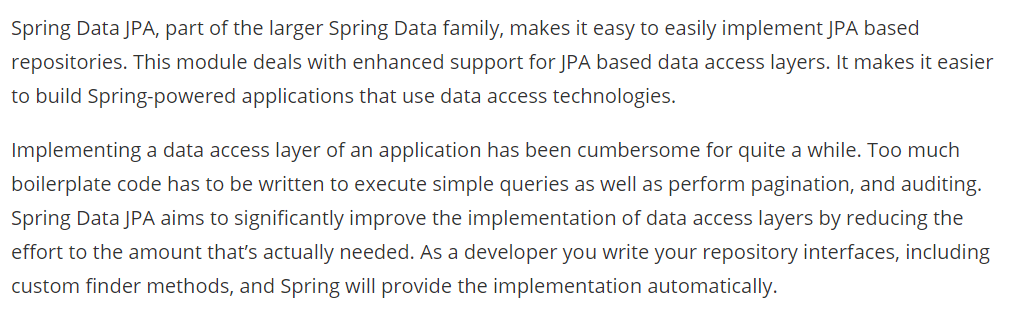 Spring Data JPA, part of the larger Spring Data family, makes it easy to easily implement JPA based
repositories. This module deals with enhanced support for JPA based data access layers. It makes it easier
to build Spring-powered applications that use data access technologies.
Implementing a data access layer of an application has been cumbersome for quite a while. Too much
boilerplate code has to be written to execute simple queries as well as perform pagination, and auditing.
Spring Data JPA aims to significantly improve the implementation of data access layers by reducing the
effort to the amount that’s actually needed. As a developer you write your repository interfaces, including
custom finder methods, and Spring will provide the implementation automatically.